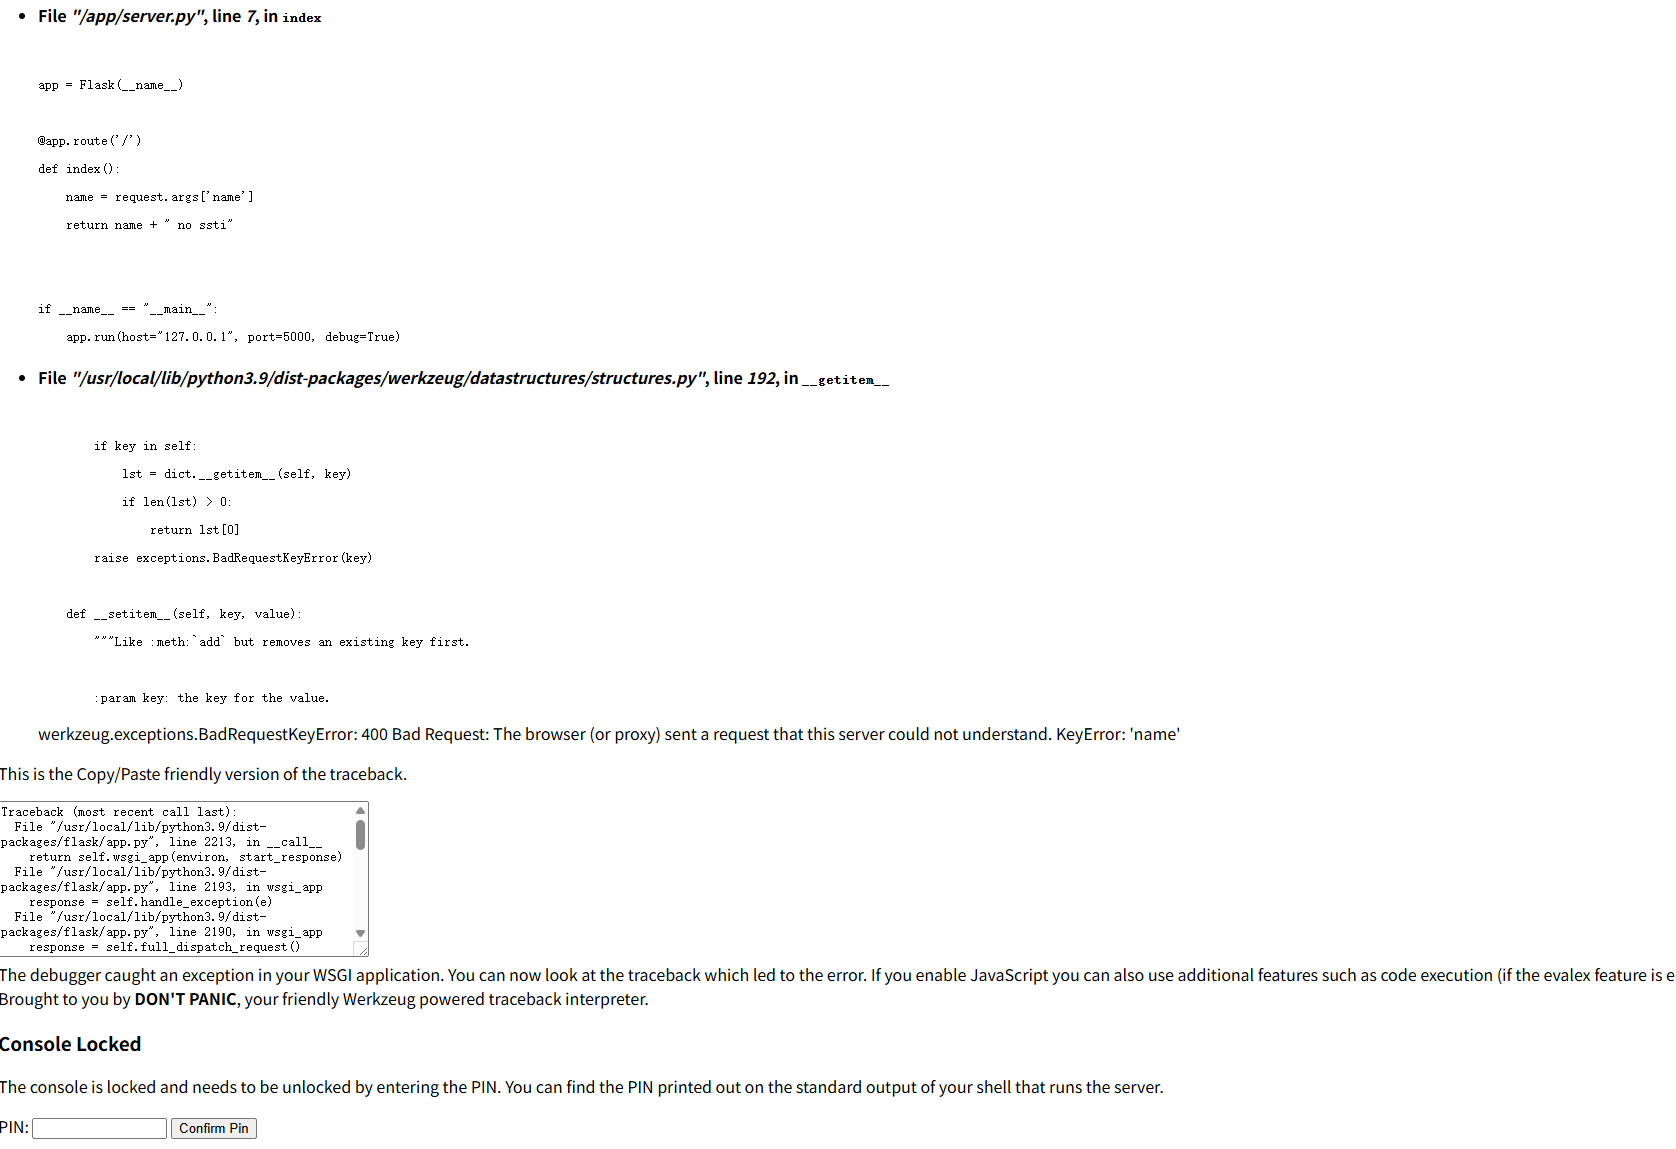 File "/app/server.py", line 7, in index
app = Flask(__name__)
@app.route('/')
def index():
    name = request.args['name']
    return name + " no ssti"
if __name__ == "__main__":
    app.run(host="127.0.0.1", port=5000, debug=True)
File "/usr/local/lib/python3.9/dist-packages/werkzeug/datastructures/structures.py", line 192, in __getitem__
        if key in self:
            lst = dict.__getitem__(self, key)
            if len(lst) > 0:
                return lst[0]
        raise exceptions.BadRequestKeyError(key)
    def __setitem__(self, key, value):
        """Like :meth:`add` but removes an existing key first.
        :param key: the key for the value.
werkzeug.exceptions.BadRequestKeyError: 400 Bad Request: The browser (or proxy) sent a request that this server could not understand. KeyError: 'name'
This is the Copy/Paste friendly version of the traceback.
Traceback (most recent call last):
  File "/usr/local/lib/python3.9/dist-
packages/flask/app.py", line 2213, in __call__
    return self.wsgi_app(environ, start_response)
  File "/usr/local/lib/python3.9/dist-
packages/flask/app.py", line 2193, in wsgi_app
    response = self.handle_exception(e)
  File "/usr/local/lib/python3.9/dist-
packages/flask/app.py", line 2190, in wsgi_app
    response = self.full_dispatch_request()
The debugger caught an exception in your WSGI application. You can now look at the traceback which led to the error. If you enable JavaScript you can also use additional features such as code execution (if the evalex feature is e
Brought to you by DON'T PANIC, your friendly Werkzeug powered traceback interpreter.
Console Locked
The console is locked and needs to be unlocked by entering the PIN. You can find the PIN printed out on the standard output of your shell that runs the server.
PIN: Confirm Pin